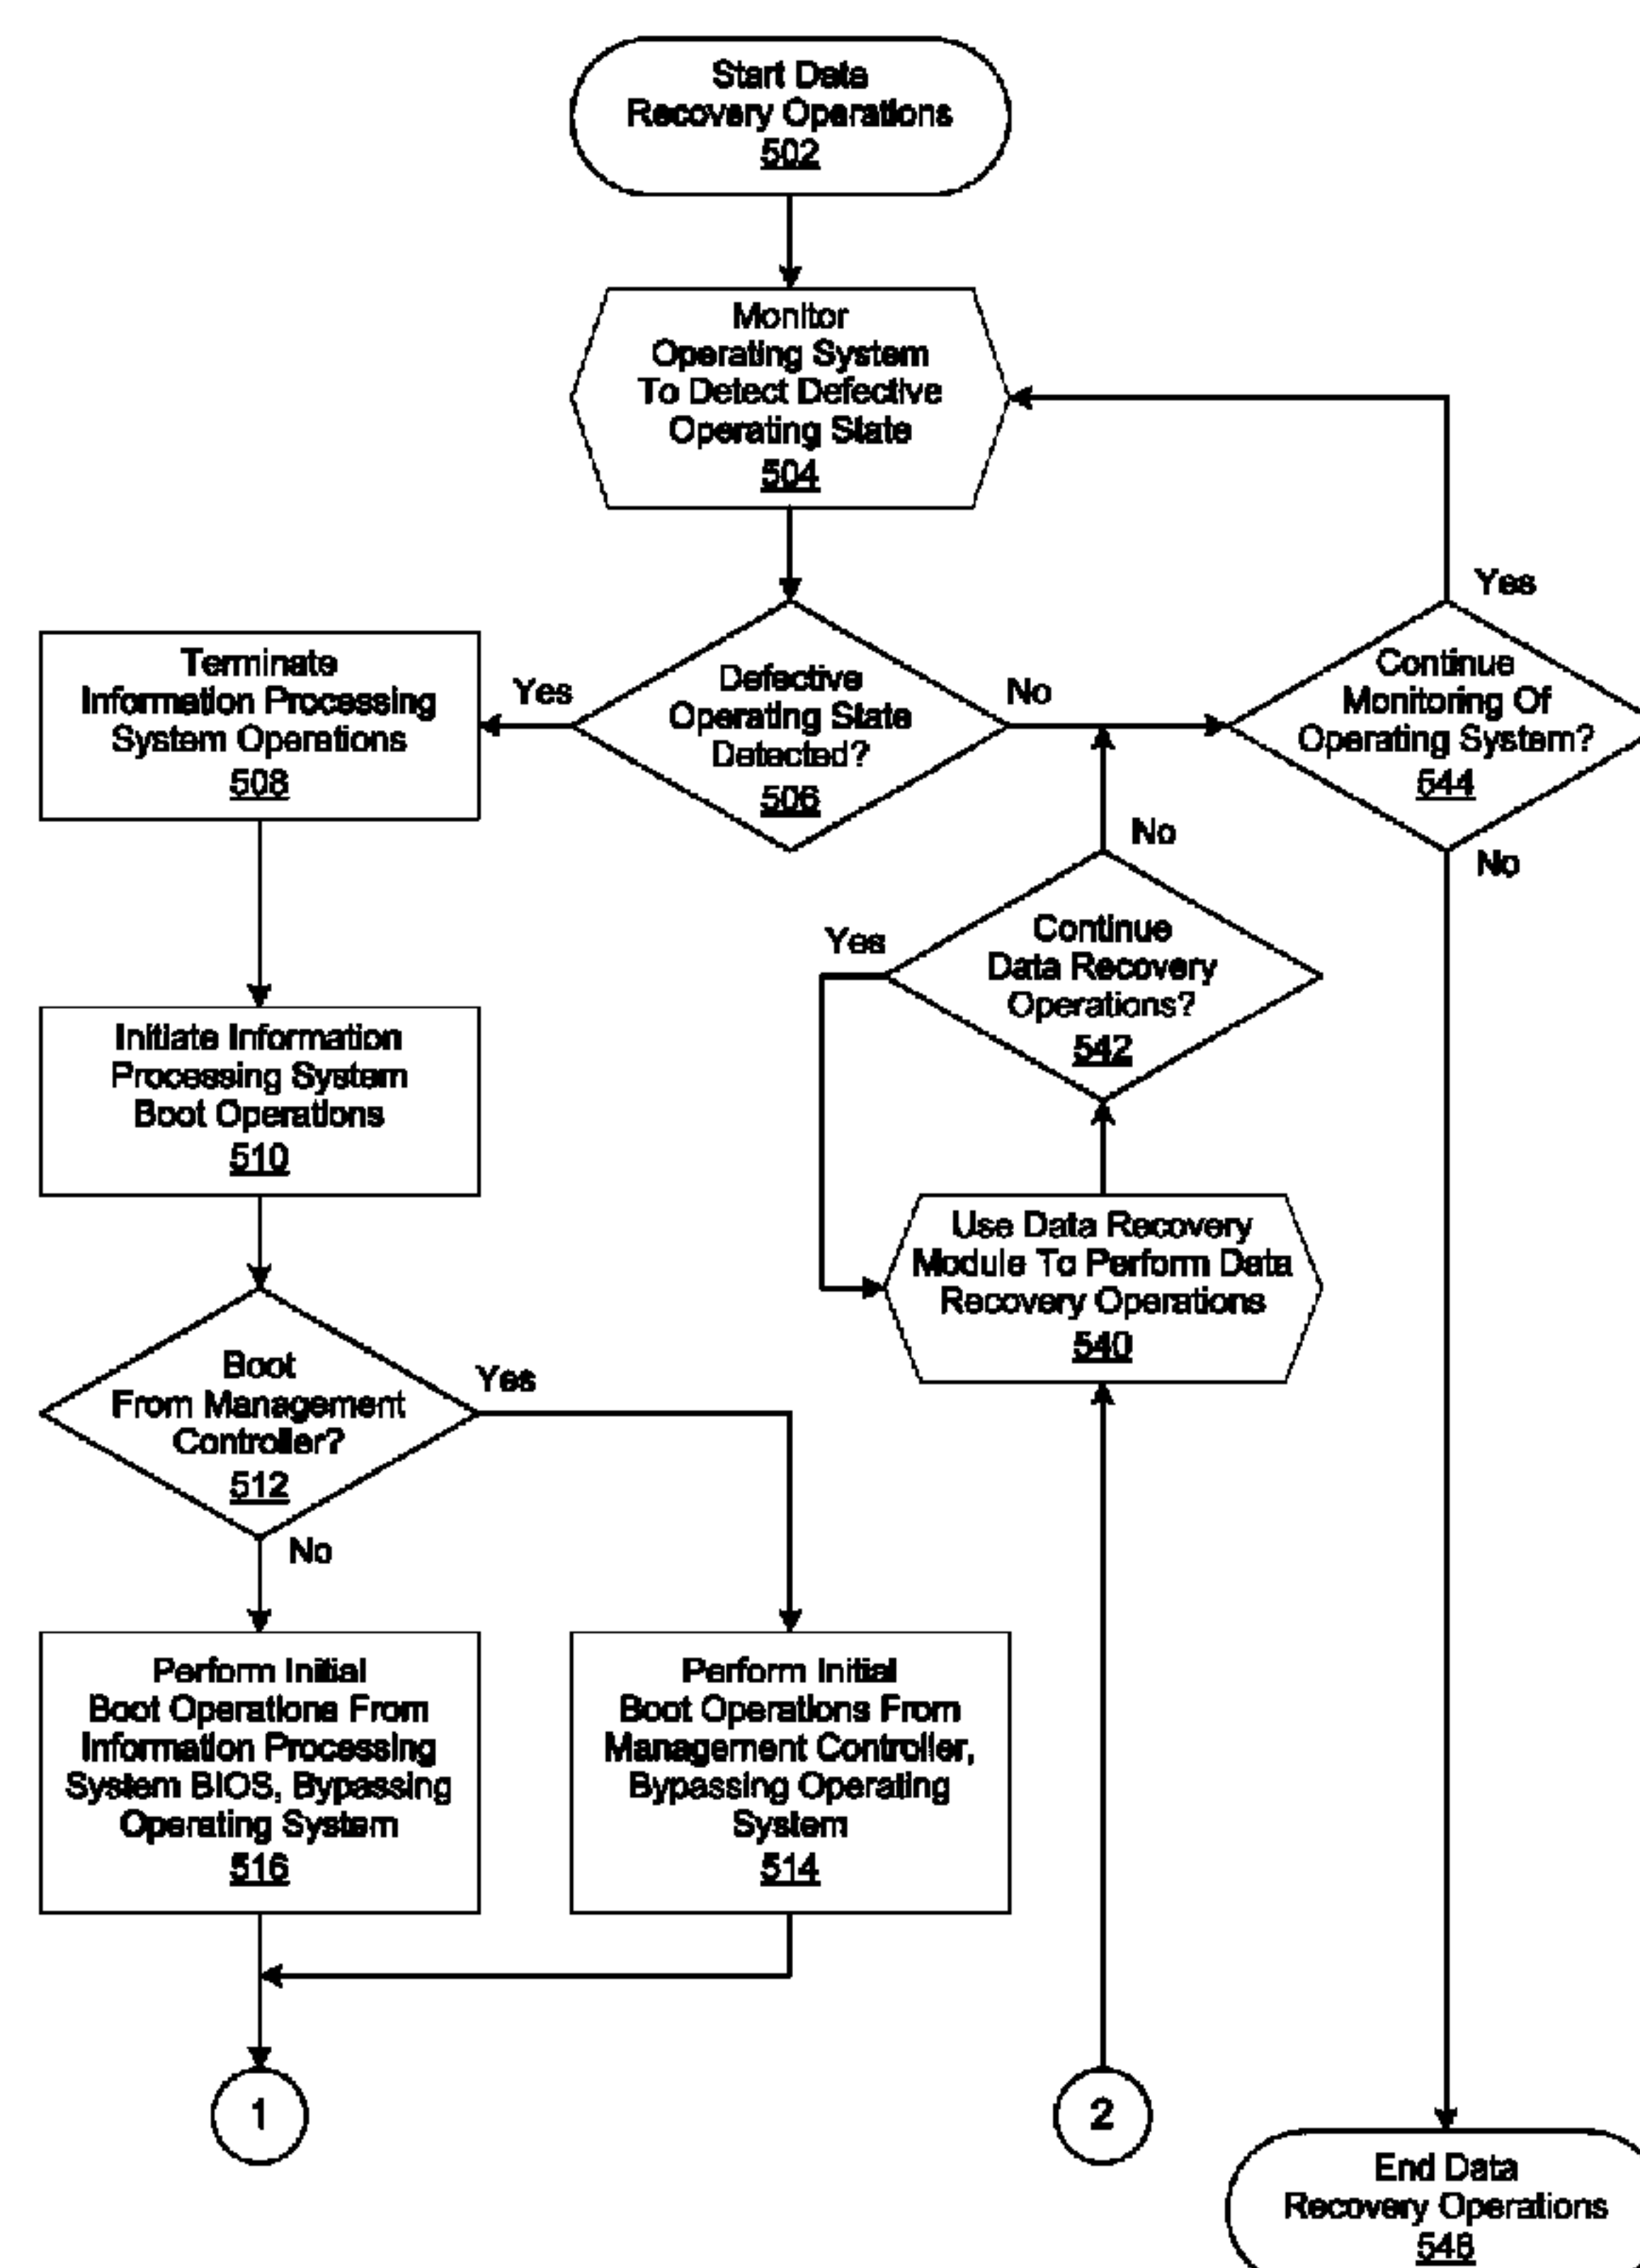 Start Data
Recovery Operations
502
Monitor
Operating System
To Detect Defective
Operating State
504
Yes
Terminate
Information Processing
System Operations
508
Yes
Defective
Operating State
Detected?
506
No
Continue
Monitoring Of
Operating System?
544
No
No
Yes
Continue
Data Recovery
Operations?
542
Initiate Information
Processing System
Boot Operations
510
Use Data Recovery
Module To Perform Data
Recovery Operations
540
Boot
From Management
Controller?
512
Yes
No
Perform Initial
Boot Operations From
Information Processing
System BIOS, Bypassing
Operating System
516
Perform Initial
Boot Operations From
Management Controller,
Bypassing Operating
System
514
1
2
End Data
Recovery Operations